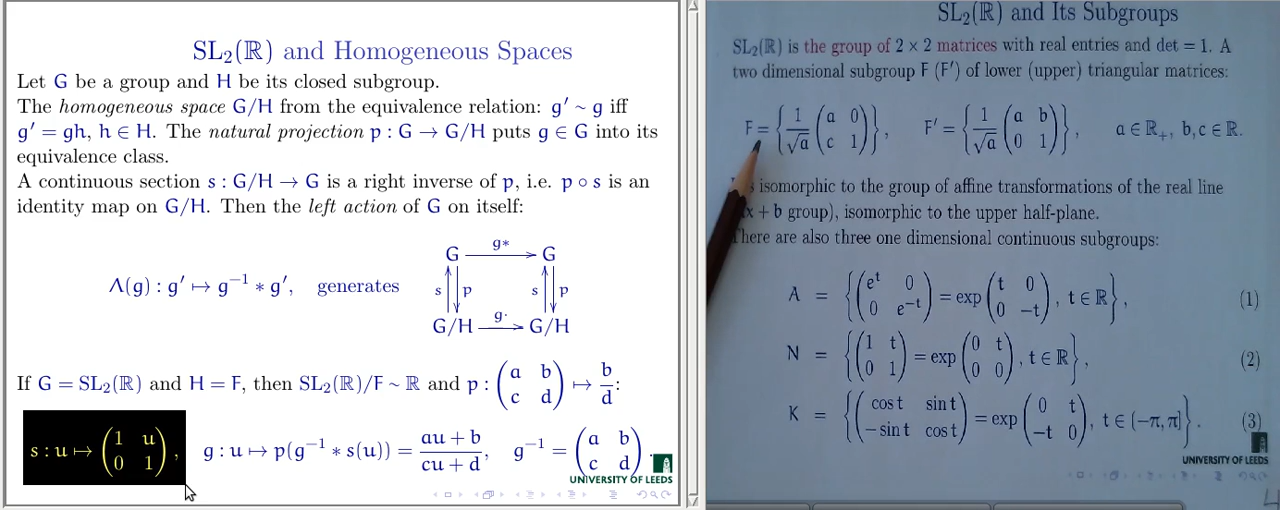 SL₂(ℝ) and Homogeneous Spaces
Let G be a group and H be its closed subgroup.
The homogeneous space G/H from the equivalence relation: g′ ∼ g iff
g′ = gh, h ∈ H. The natural projection p : G → G/H puts g ∈ G into its
equivalence class.
A continuous section s : G/H → G is a right inverse of p, i.e. p ∘ s is an
identity map on G/H. Then the left action of G on itself:
Λ(g) : g′ ↦ g⁻¹ ∗ g′, generates
G g∗ G
s p s p
G/H g· G/H
If G = SL₂(ℝ) and H = F, then SL₂(ℝ)/F ∼ ℝ and p : (a b; c d) ↦ b/d:
s : u ↦ (1 u; 0 1), g : u ↦ p(g⁻¹ ∗ s(u)) = (au + b)/(cu + d), g⁻¹ = (a b; c d).
UNIVERSITY OF LEEDS
SL₂(ℝ) and Its Subgroups
SL₂(ℝ) is the group of 2 × 2 matrices with real entries and det = 1. A
two dimensional subgroup F (F′) of lower (upper) triangular matrices:
F = {1/√a (a 0; c 1)}, F′ = {1/√a (a b; 0 1)}, a ∈ ℝ₊, b, c ∈ ℝ.
isomorphic to the group of affine transformations of the real line
x + b group), isomorphic to the upper half-plane.
There are also three one dimensional continuous subgroups:
A = {(eᵗ 0; 0 e⁻ᵗ) = exp (t 0; 0 −t), t ∈ ℝ}, (1)
N = {(1 t; 0 1) = exp (0 t; 0 0), t ∈ ℝ}, (2)
K = {(cos t sin t; −sin t cos t) = exp (0 t; −t 0), t ∈ (−π, π]}. (3)
UNIVERSITY OF LEEDS